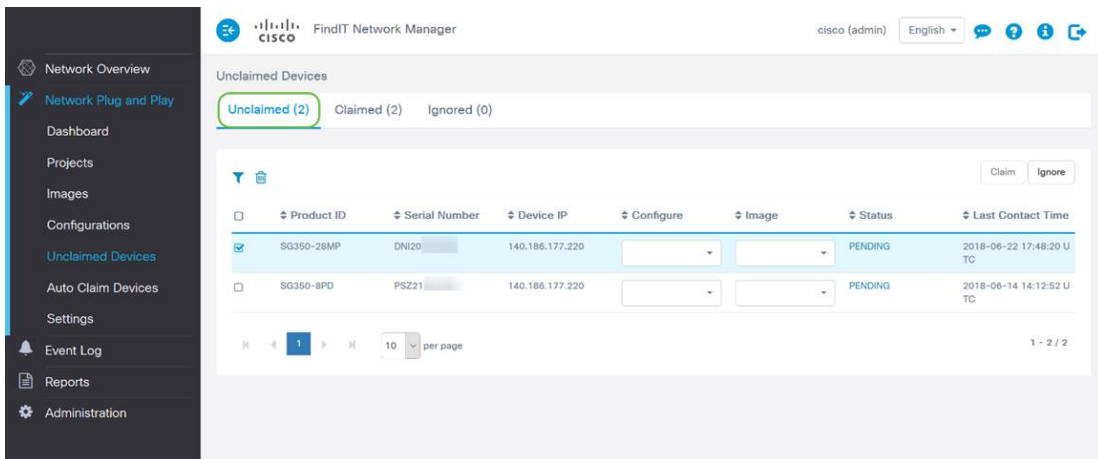 CISCO FindIT Network Manager cisco (admin) English
Network Overview
Network Plug and Play
Dashboard
Projects
Images
Configurations
Unclaimed Devices
Auto Claim Devices
Settings
Event Log
Reports
Administration
Unclaimed Devices
Unclaimed (2) Claimed (2) Ignored (0)
Claim Ignore
Product ID Serial Number Device IP Configure Image Status Last Contact Time
SG350-28MP DNI20 140.186.177.220 PENDING 2018-06-22 17:48:20 U
TC
SG350-8PD PSZ21 140.186.177.220 PENDING 2018-06-14 14:12:52 U
TC
1 10 per page 1 - 2 / 2